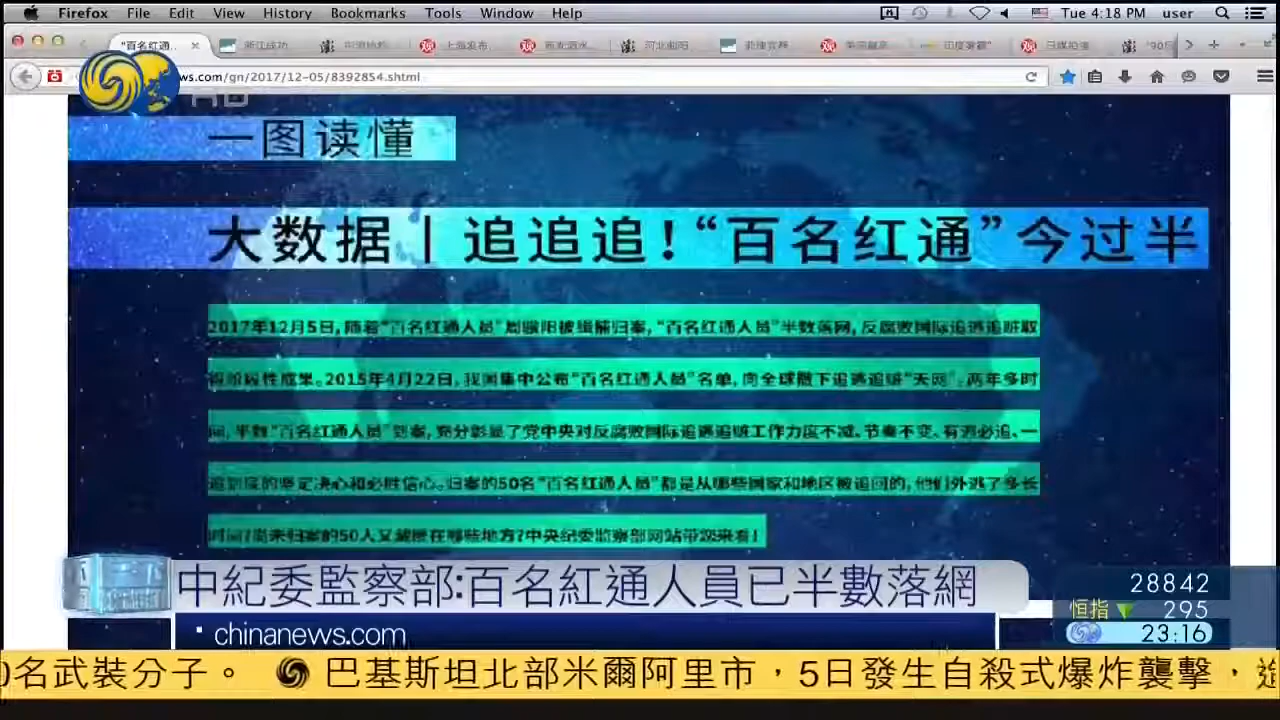 Firefox File Edit View History Bookmarks Tools Window Help Tue 4:18 PM user
"百名红通..
ws.com/gn/2017/12-05/8392854.shtml
一图读懂
大数据｜追追追！“百名红通”今过半
2017年12月5日，随着“百名红通人员”周骥阳被缉捕归案，“百名红通人员”半数落网，反腐败国际追逃追赃取
得阶段性成果。2015年4月22日，我国集中公布“百名红通人员”名单，向全球撒下追逃追赃“天网”。两年多时
间，半数“百名红通人员”到案，充分彰显了党中央对反腐败国际追逃追赃工作力度不减、节奏不变、有逃必追、一
追到底的坚定决心和必胜信心。归案的50名“百名红通人员”都是从哪些国家和地区被追回的，他们外逃了多长
时间？尚未归案的50人又藏匿在哪些地方？中央纪委监察部网站带您来看！
中紀委監察部:百名紅通人員已半數落網
chinanews.com
28842
恒指 295
23:16
0名武裝分子。 巴基斯坦北部米爾阿里市，5日發生自殺式爆炸襲擊，造